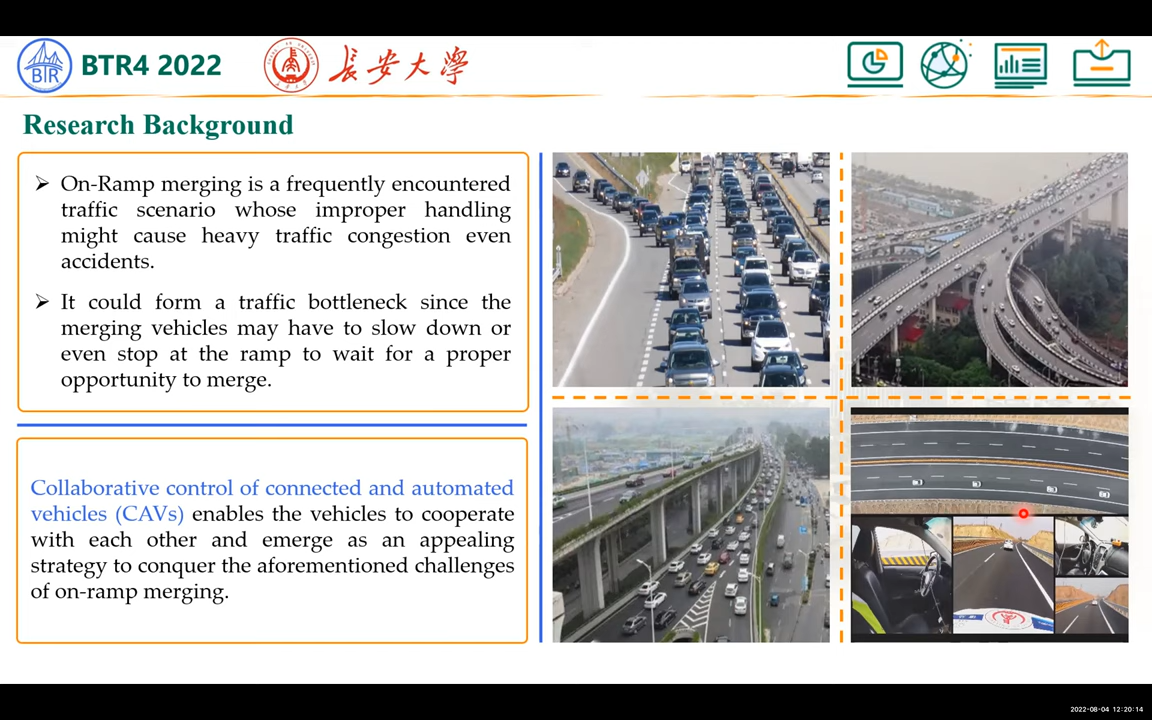 BTR
BTR4 2022
长安大学
Research Background
➢ On-Ramp merging is a frequently encountered
traffic scenario whose improper handling
might cause heavy traffic congestion even
accidents.
➢ It could form a traffic bottleneck since the
merging vehicles may have to slow down or
even stop at the ramp to wait for a proper
opportunity to merge.
Collaborative control of connected and automated
vehicles (CAVs) enables the vehicles to cooperate
with each other and emerge as an appealing
strategy to conquer the aforementioned challenges
of on-ramp merging.
2022-08-04 12:20:14